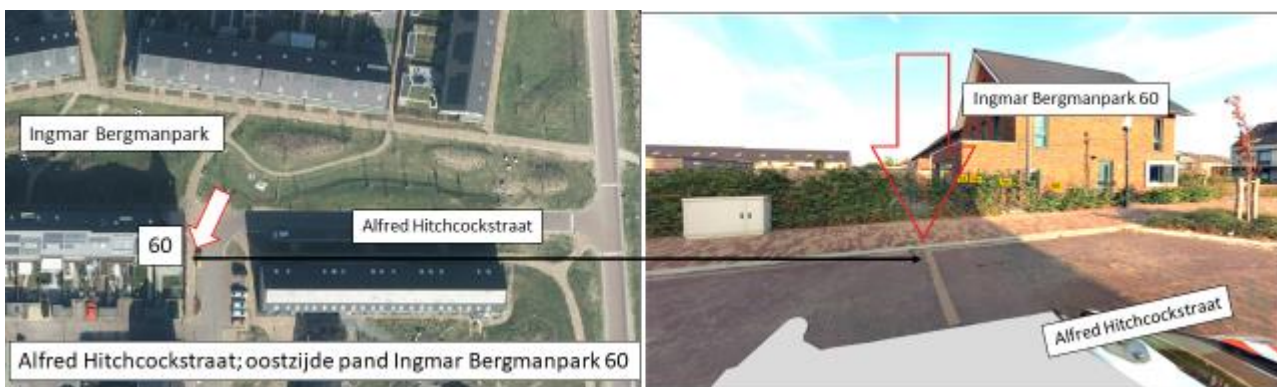 Ingmar Bergmanpark
60
Alfred Hitchcockstraat
Alfred Hitchcockstraat; oostzijde pand Ingmar Bergmanpark 60
Ingmar Bergmanpark 60
Alfred Hitchcockstraat